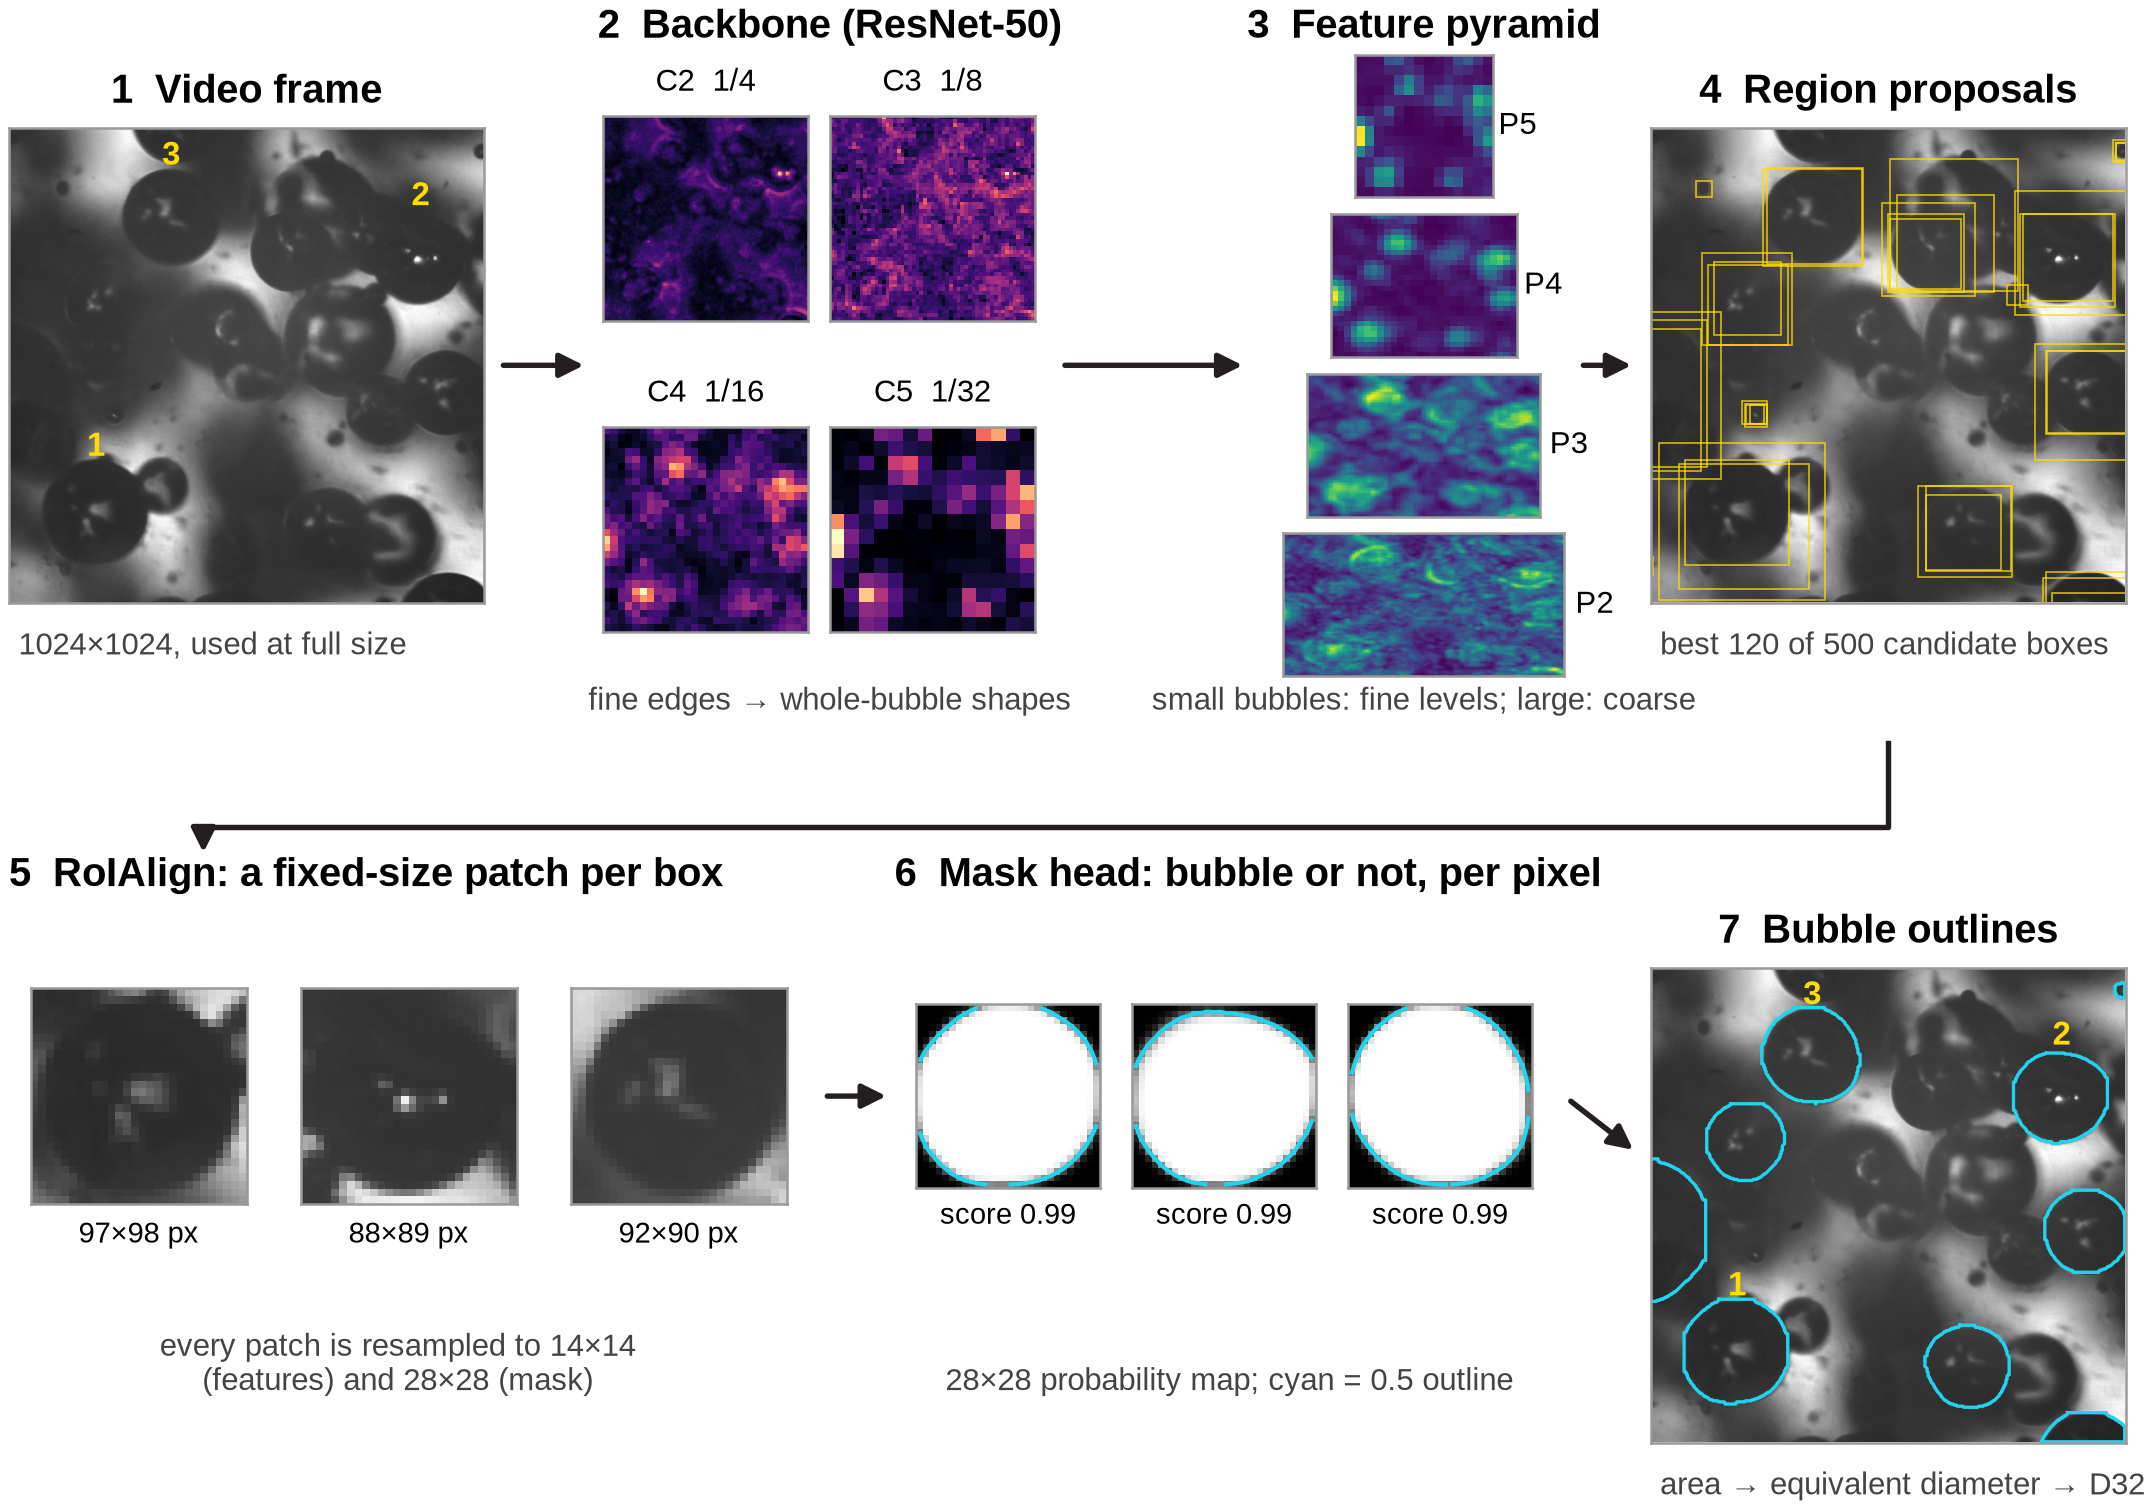 1 Video frame
3
2
1
1024×1024, used at full size
2 Backbone (ResNet-50)
C2 1/4
C3 1/8
C4 1/16
C5 1/32
fine edges → whole-bubble shapes
3 Feature pyramid
P5
P4
P3
P2
small bubbles: fine levels; large: coarse
4 Region proposals
best 120 of 500 candidate boxes
5 RoIAlign: a fixed-size patch per box
97×98 px
88×89 px
92×90 px
every patch is resampled to 14×14
(features) and 28×28 (mask)
6 Mask head: bubble or not, per pixel
score 0.99
score 0.99
score 0.99
28×28 probability map; cyan = 0.5 outline
7 Bubble outlines
3
2
1
area → equivalent diameter → D32